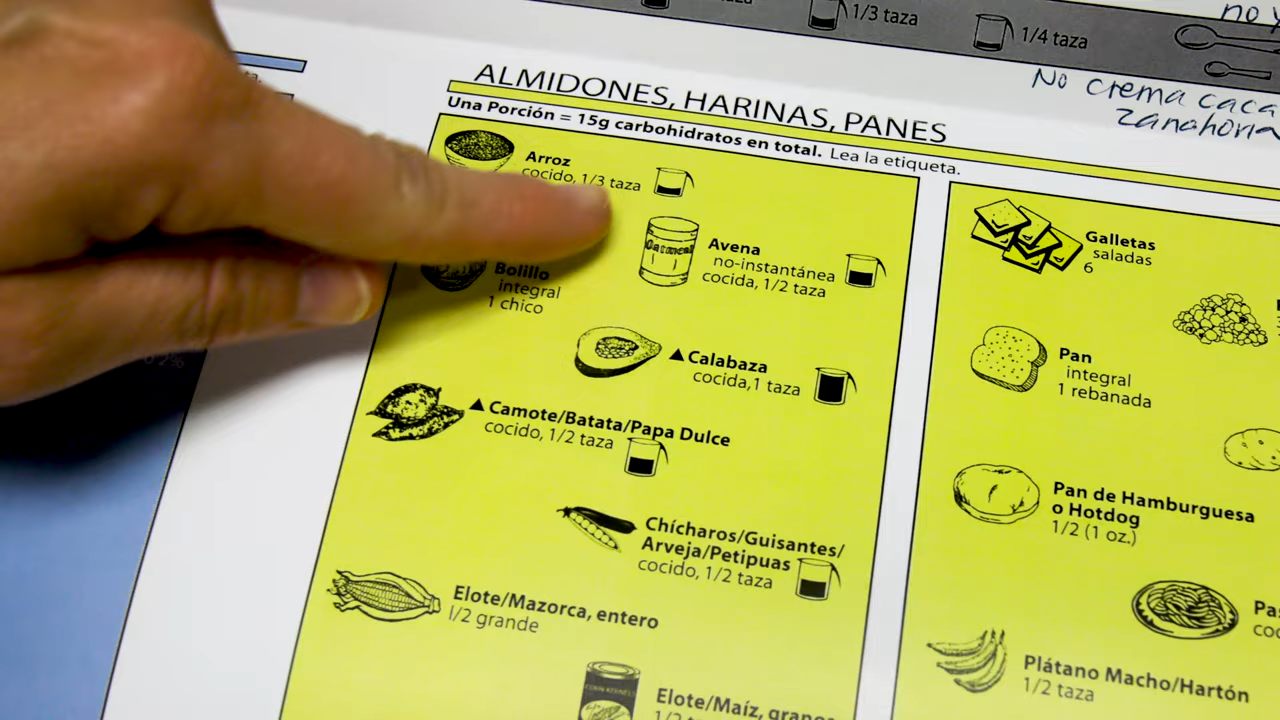 1/3 taza
1/4 taza
no
No crema caca
zanahoria
ALMIDONES, HARINAS, PANES
Una Porción = 15g carbohidratos en total. Lea la etiqueta.
Arroz
cocido, 1/3 taza
Oatmeal
Avena
no-instantánea
cocida, 1/2 taza
Bolillo
integral
1 chico
▲Calabaza
cocida, 1 taza
▲Camote/Batata/Papa Dulce
cocido, 1/2 taza
Chícharos/Guisantes/
Arveja/Petipuas
cocido, 1/2 taza
Elote/Mazorca, entero
1/2 grande
CORN KERNELS
Elote/Maíz, granos
Galletas
saladas
6
Pan
integral
1 rebanada
Pan de Hamburguesa
o Hotdog
1/2 (1 oz.)
Plátano Macho/Hartón
1/2 taza